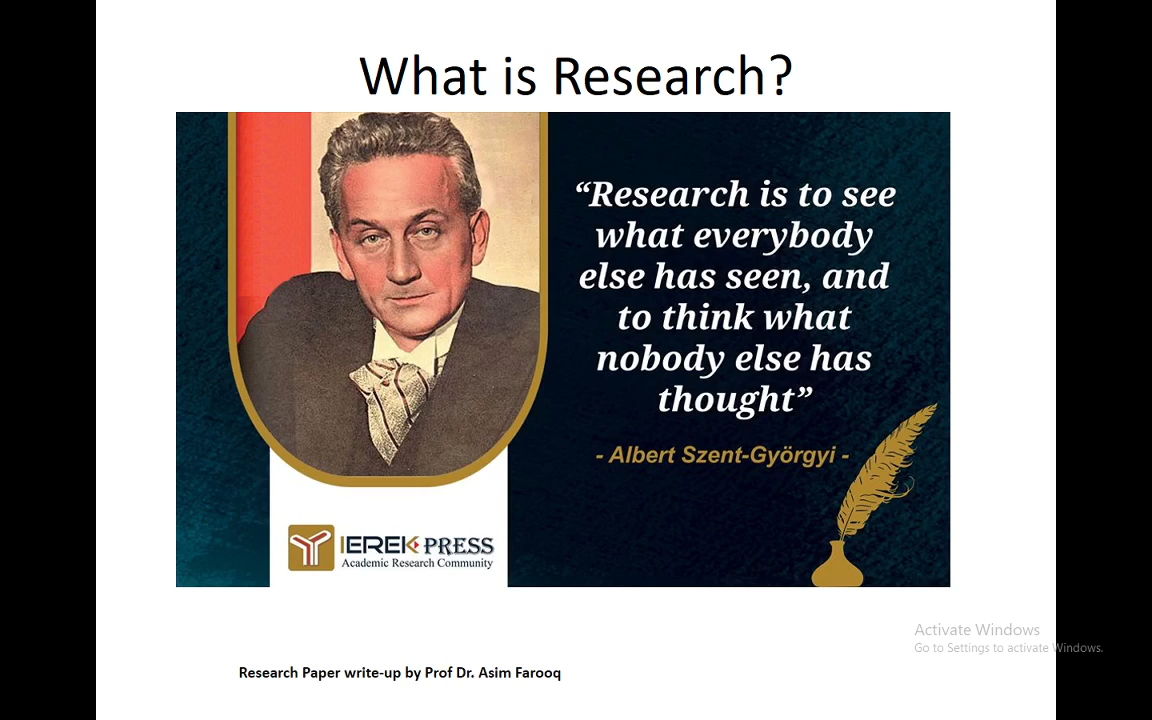 What is Research?
“Research is to see
what everybody
else has seen, and
to think what
nobody else has
thought”
- Albert Szent-Györgyi -
IEREK PRESS
Academic Research Community
Activate Windows
Go to Settings to activate Windows.
Research Paper write-up by Prof Dr. Asim Farooq